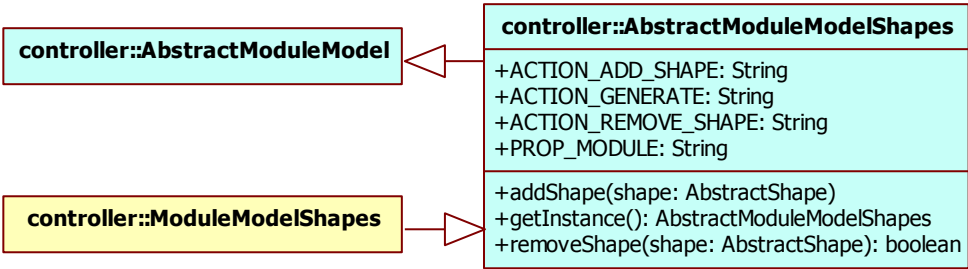 controller::AbstractModuleModel
controller::ModuleModelShapes
controller::AbstractModuleModelShapes
+ACTION_ADD_SHAPE: String
+ACTION_GENERATE: String
+ACTION_REMOVE_SHAPE: String
+PROP_MODULE: String
+addShape(shape: AbstractShape)
+getInstance(): AbstractModuleModelShapes
+removeShape(shape: AbstractShape): boolean